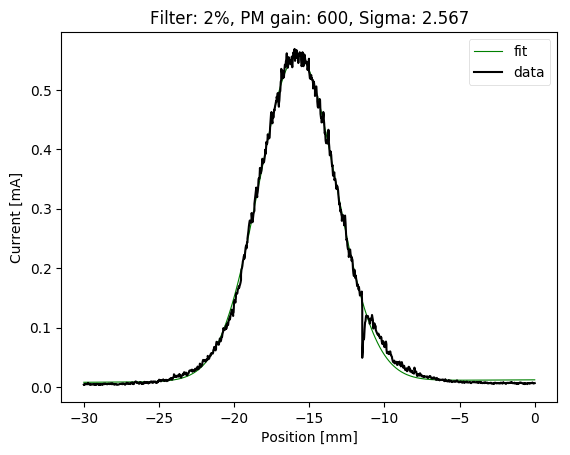 Filter: 2%, PM gain: 600, Sigma: 2.567
fit
data
Current [mA]
0.5
0.4
0.3
0.2
0.1
0.0
−30
−25
−20
−15
−10
−5
0
Position [mm]